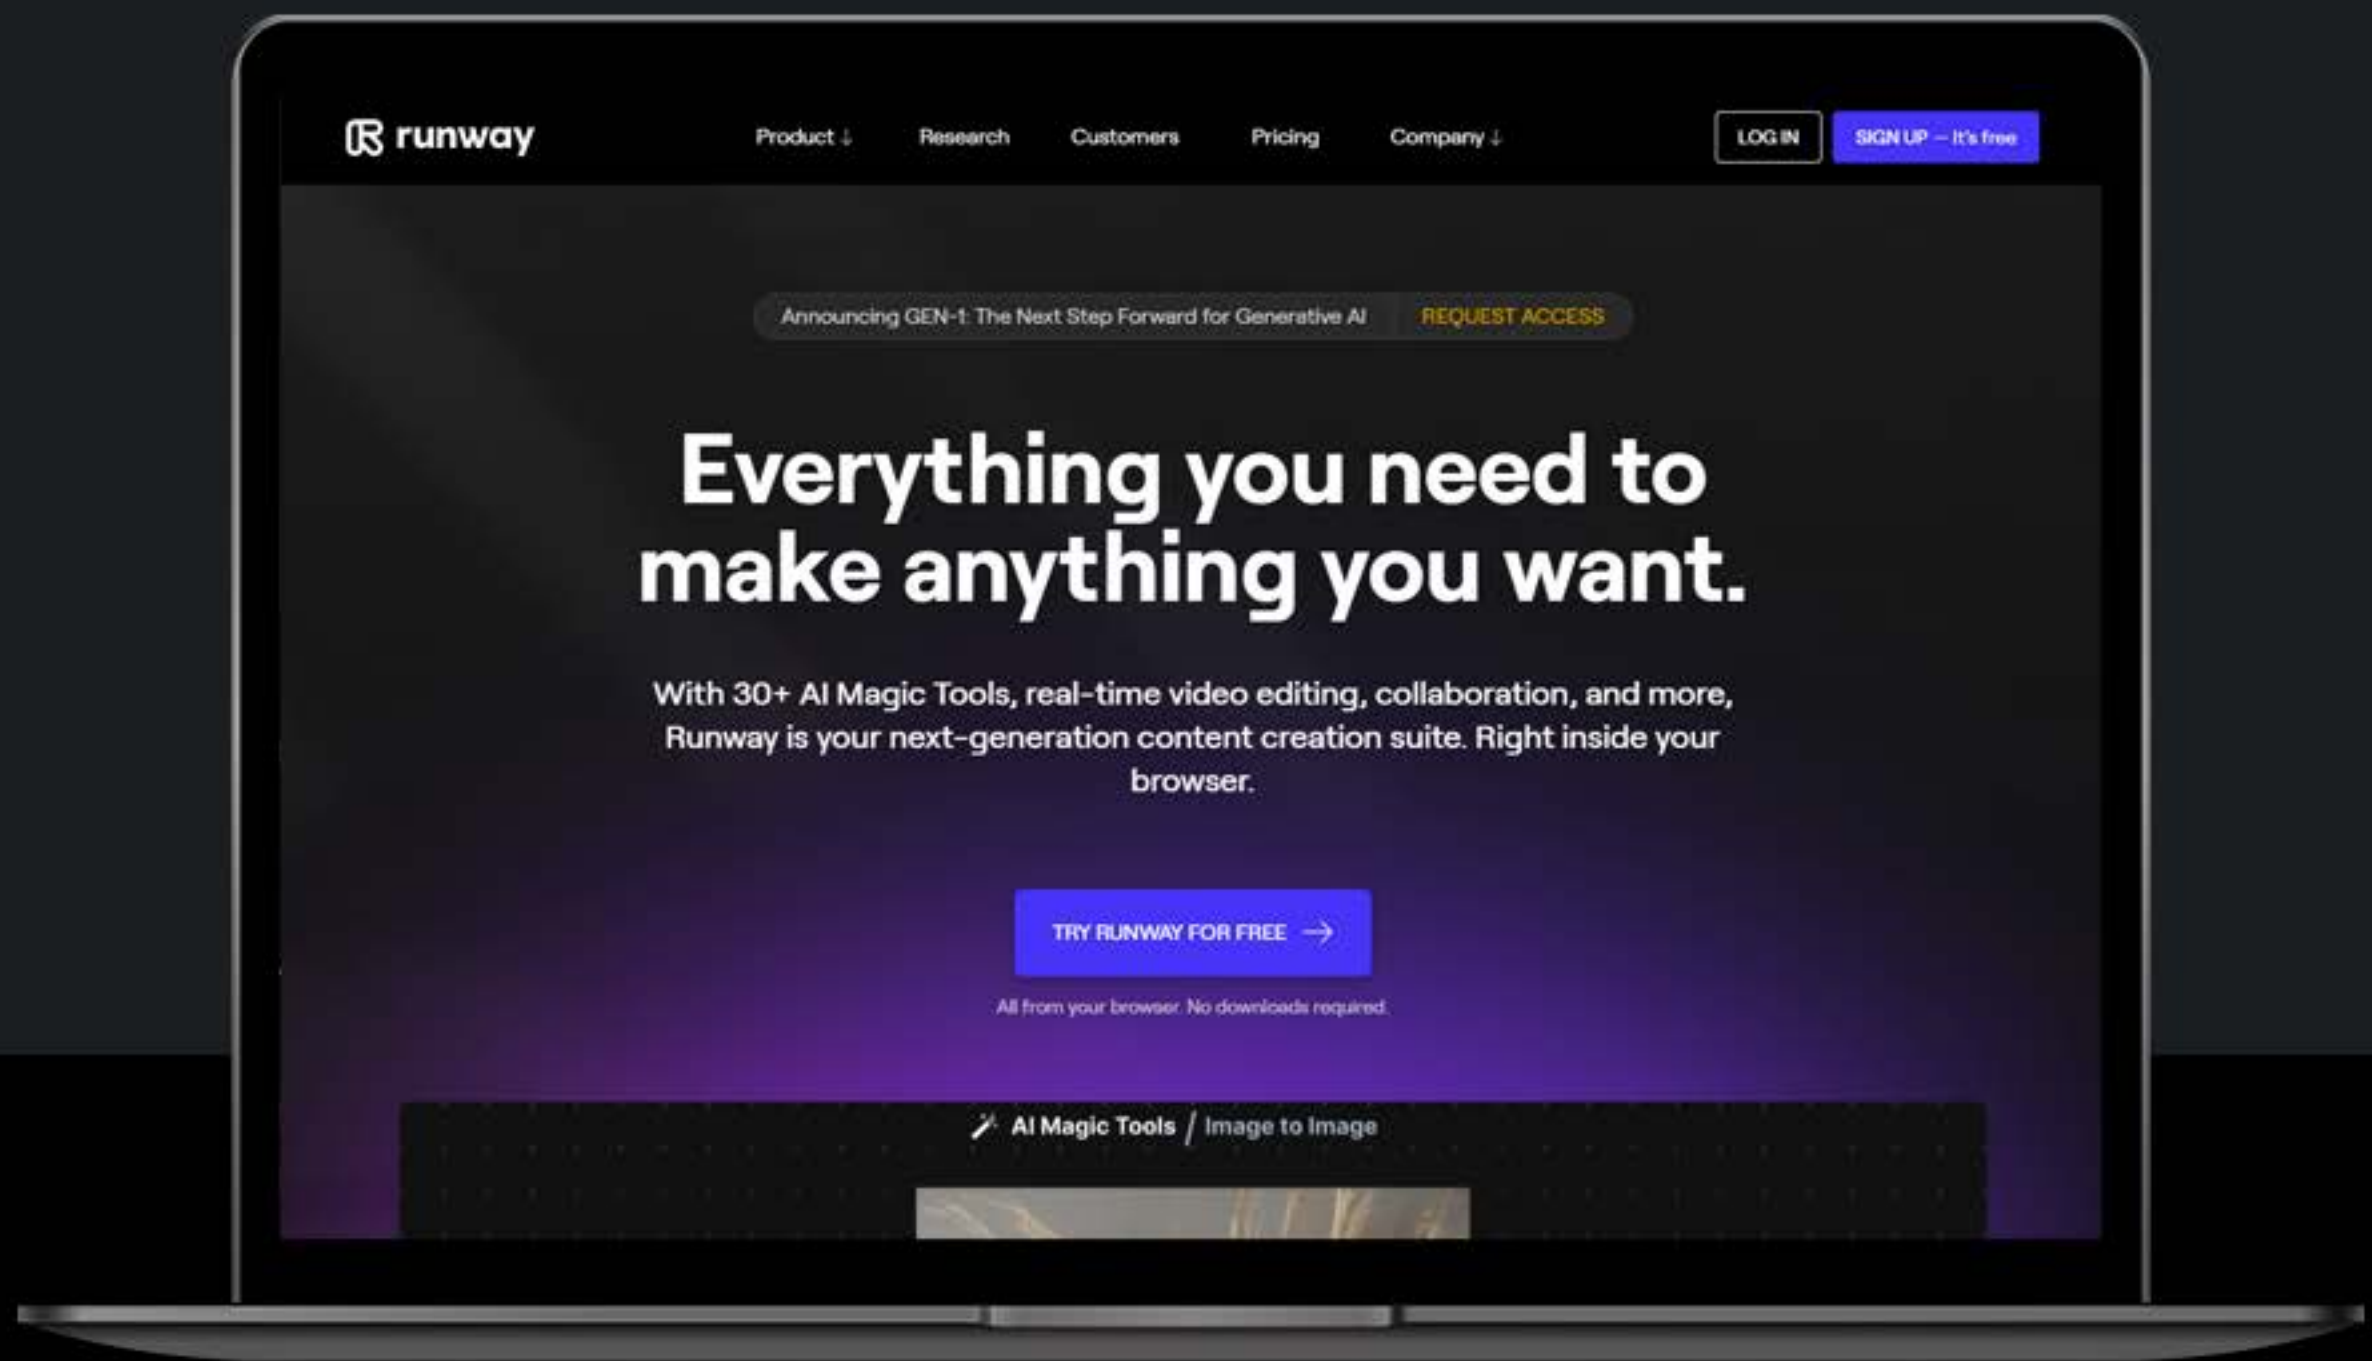 runway
Product ↓
Research
Customers
Pricing
Company ↓
LOG IN
SIGN UP — It's free
Announcing GEN-1: The Next Step Forward for Generative AI
REQUEST ACCESS
Everything you need to
make anything you want.
With 30+ AI Magic Tools, real-time video editing, collaboration, and more,
Runway is your next-generation content creation suite. Right inside your
browser.
TRY RUNWAY FOR FREE →
All from your browser. No downloads required.
AI Magic Tools / Image to Image